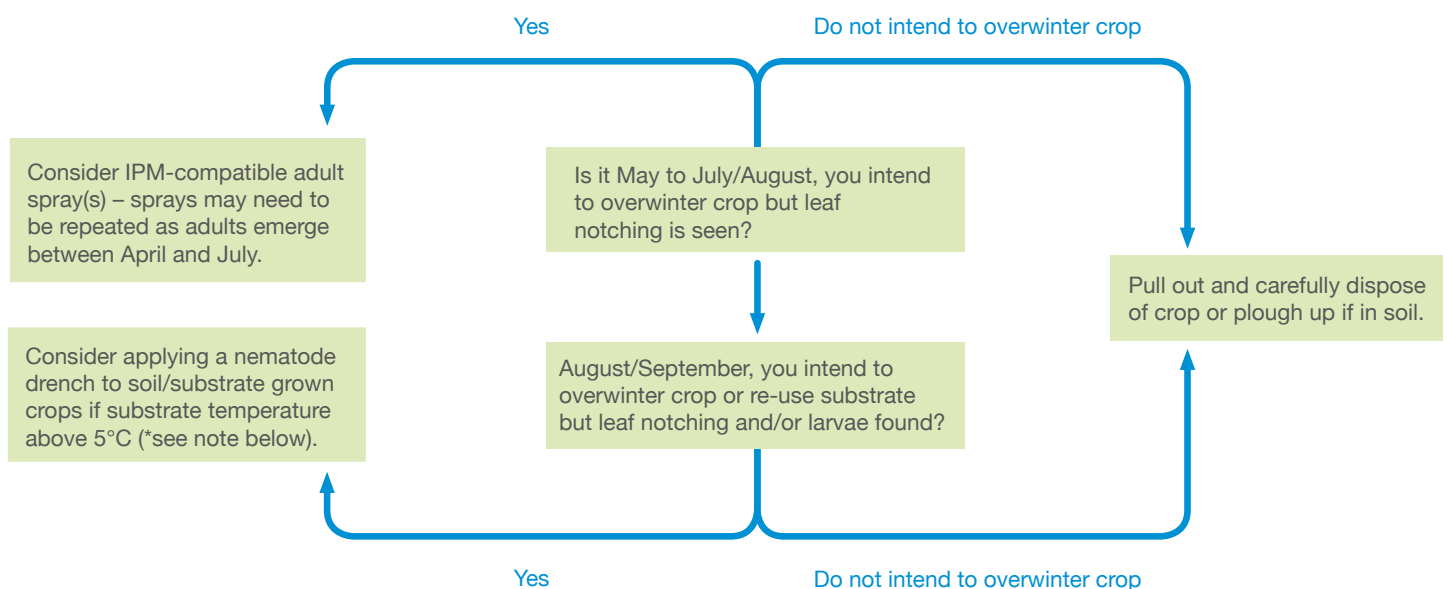 Yes
Do not intend to overwinter crop
Consider IPM-compatible adult
spray(s) – sprays may need to
be repeated as adults emerge
between April and July.
Is it May to July/August, you intend
to overwinter crop but leaf
notching is seen?
Pull out and carefully dispose
of crop or plough up if in soil.
Consider applying a nematode
drench to soil/substrate grown
crops if substrate temperature
above 5°C (*see note below).
August/September, you intend to
overwinter crop or re-use substrate
but leaf notching and/or larvae found?
Yes
Do not intend to overwinter crop